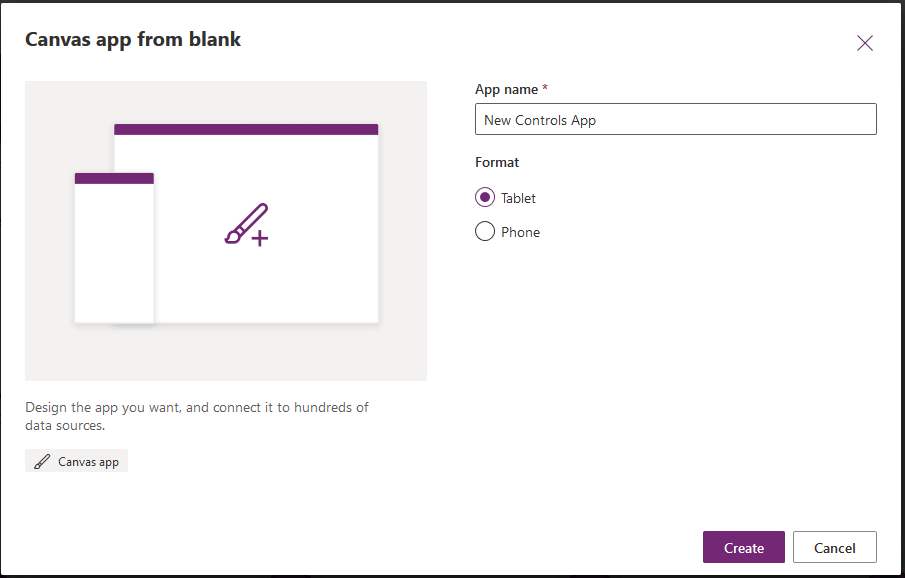 Canvas app from blank
App name *
New Controls App
Format
Tablet
Phone
Design the app you want, and connect it to hundreds of
data sources.
Canvas app
Create
Cancel